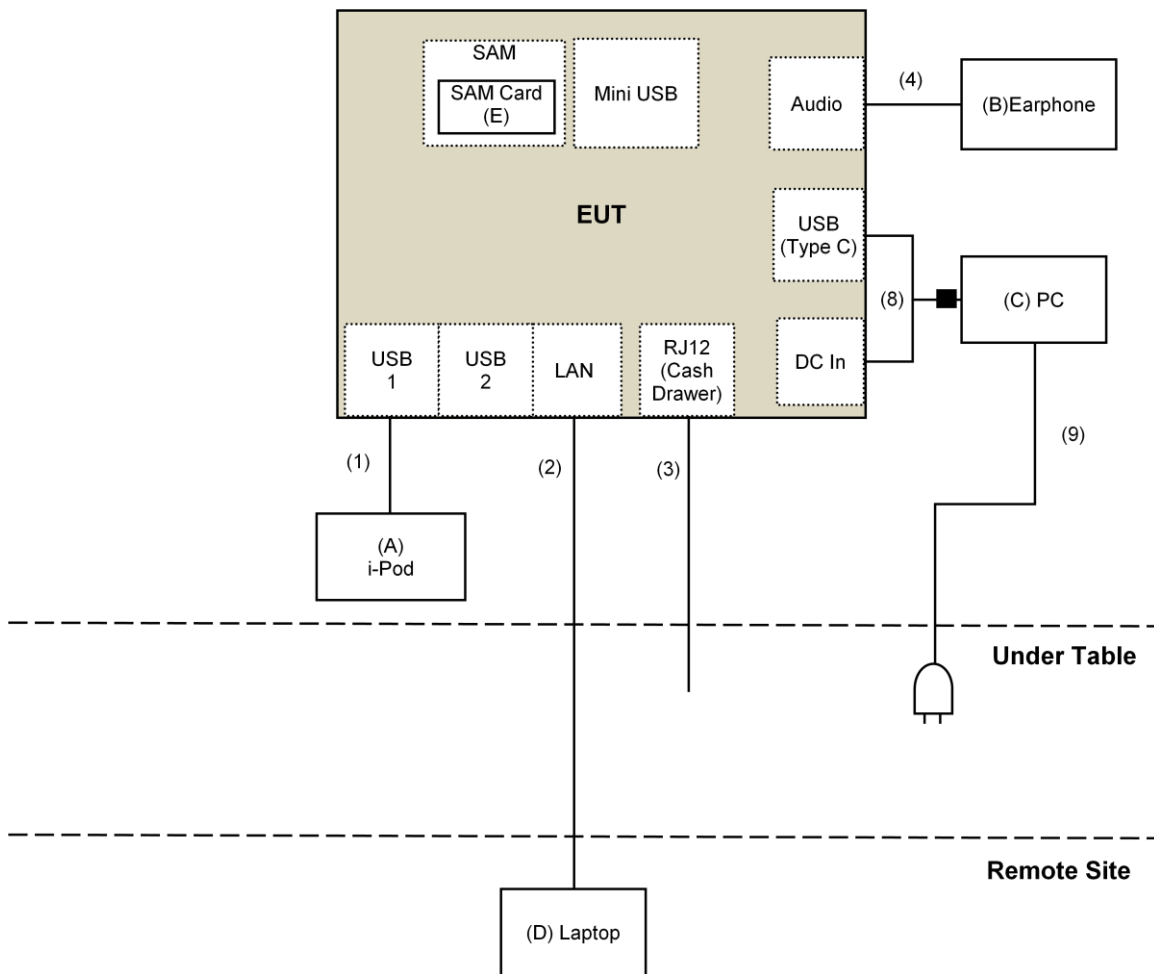 SAM
SAM Card
(E)
Mini USB
Audio
(4)
(B)Earphone
EUT
USB
(Type C)
(8)
(C) PC
USB
1
USB
2
LAN
RJ12
(Cash
Drawer)
DC In
(1)
(2)
(3)
(9)
(A)
i-Pod
Under Table
Remote Site
(D) Laptop